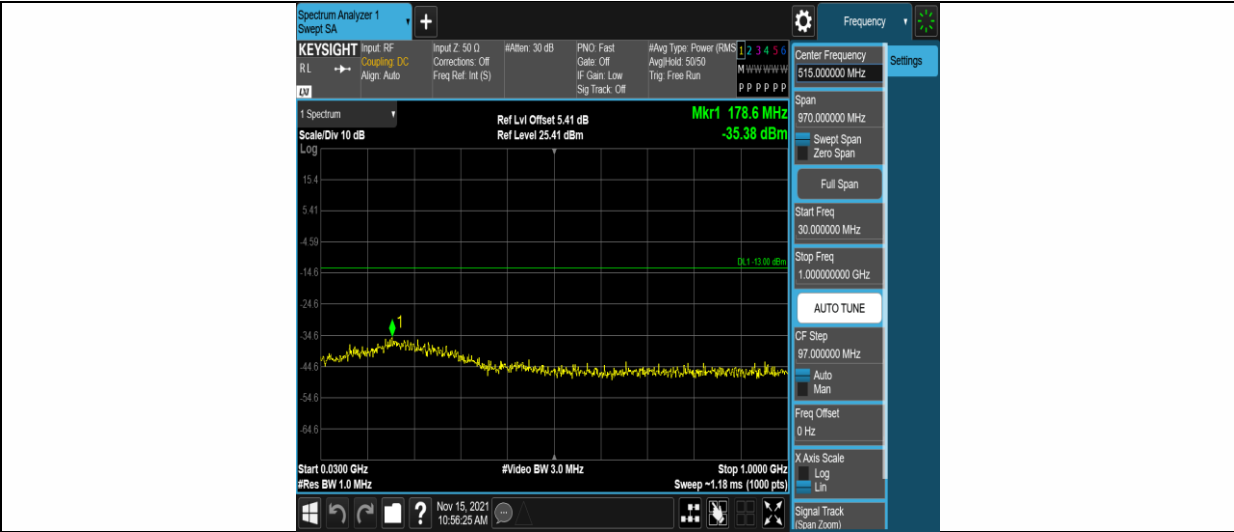 Spectrum Analyzer 1
Swept SA
+
Frequency
KEYSIGHT
RL
LXI
Input: RF
Coupling: DC
Align: Auto
Input Z: 50 Ω
Corrections: Off
Freq Ref: Int (S)
#Atten: 30 dB
PNO: Fast
Gate: Off
IF Gain: Low
Sig Track: Off
#Avg Type: Power (RMS
Avg|Hold: 50/50
Trig: Free Run
1 2 3 4 5 6
M W W W W W
P P P P P P
1 Spectrum
Scale/Div 10 dB
Log
Ref Lvl Offset 5.41 dB
Ref Level 25.41 dBm
Mkr1 178.6 MHz
-35.38 dBm
15.4
5.41
-4.59
DL1 -13.00 dBm
-14.6
-24.6
1
-34.6
-44.6
-54.6
-64.6
Start 0.0300 GHz
#Video BW 3.0 MHz
Stop 1.0000 GHz
#Res BW 1.0 MHz
Sweep ~1.18 ms (1000 pts)
Nov 15, 2021
10:56:25 AM
Center Frequency
515.000000 MHz
Settings
Span
970.000000 MHz
Swept Span
Zero Span
Full Span
Start Freq
30.000000 MHz
Stop Freq
1.000000000 GHz
AUTO TUNE
CF Step
97.000000 MHz
Auto
Man
Freq Offset
0 Hz
X Axis Scale
Log
Lin
Signal Track
(Span Zoom)